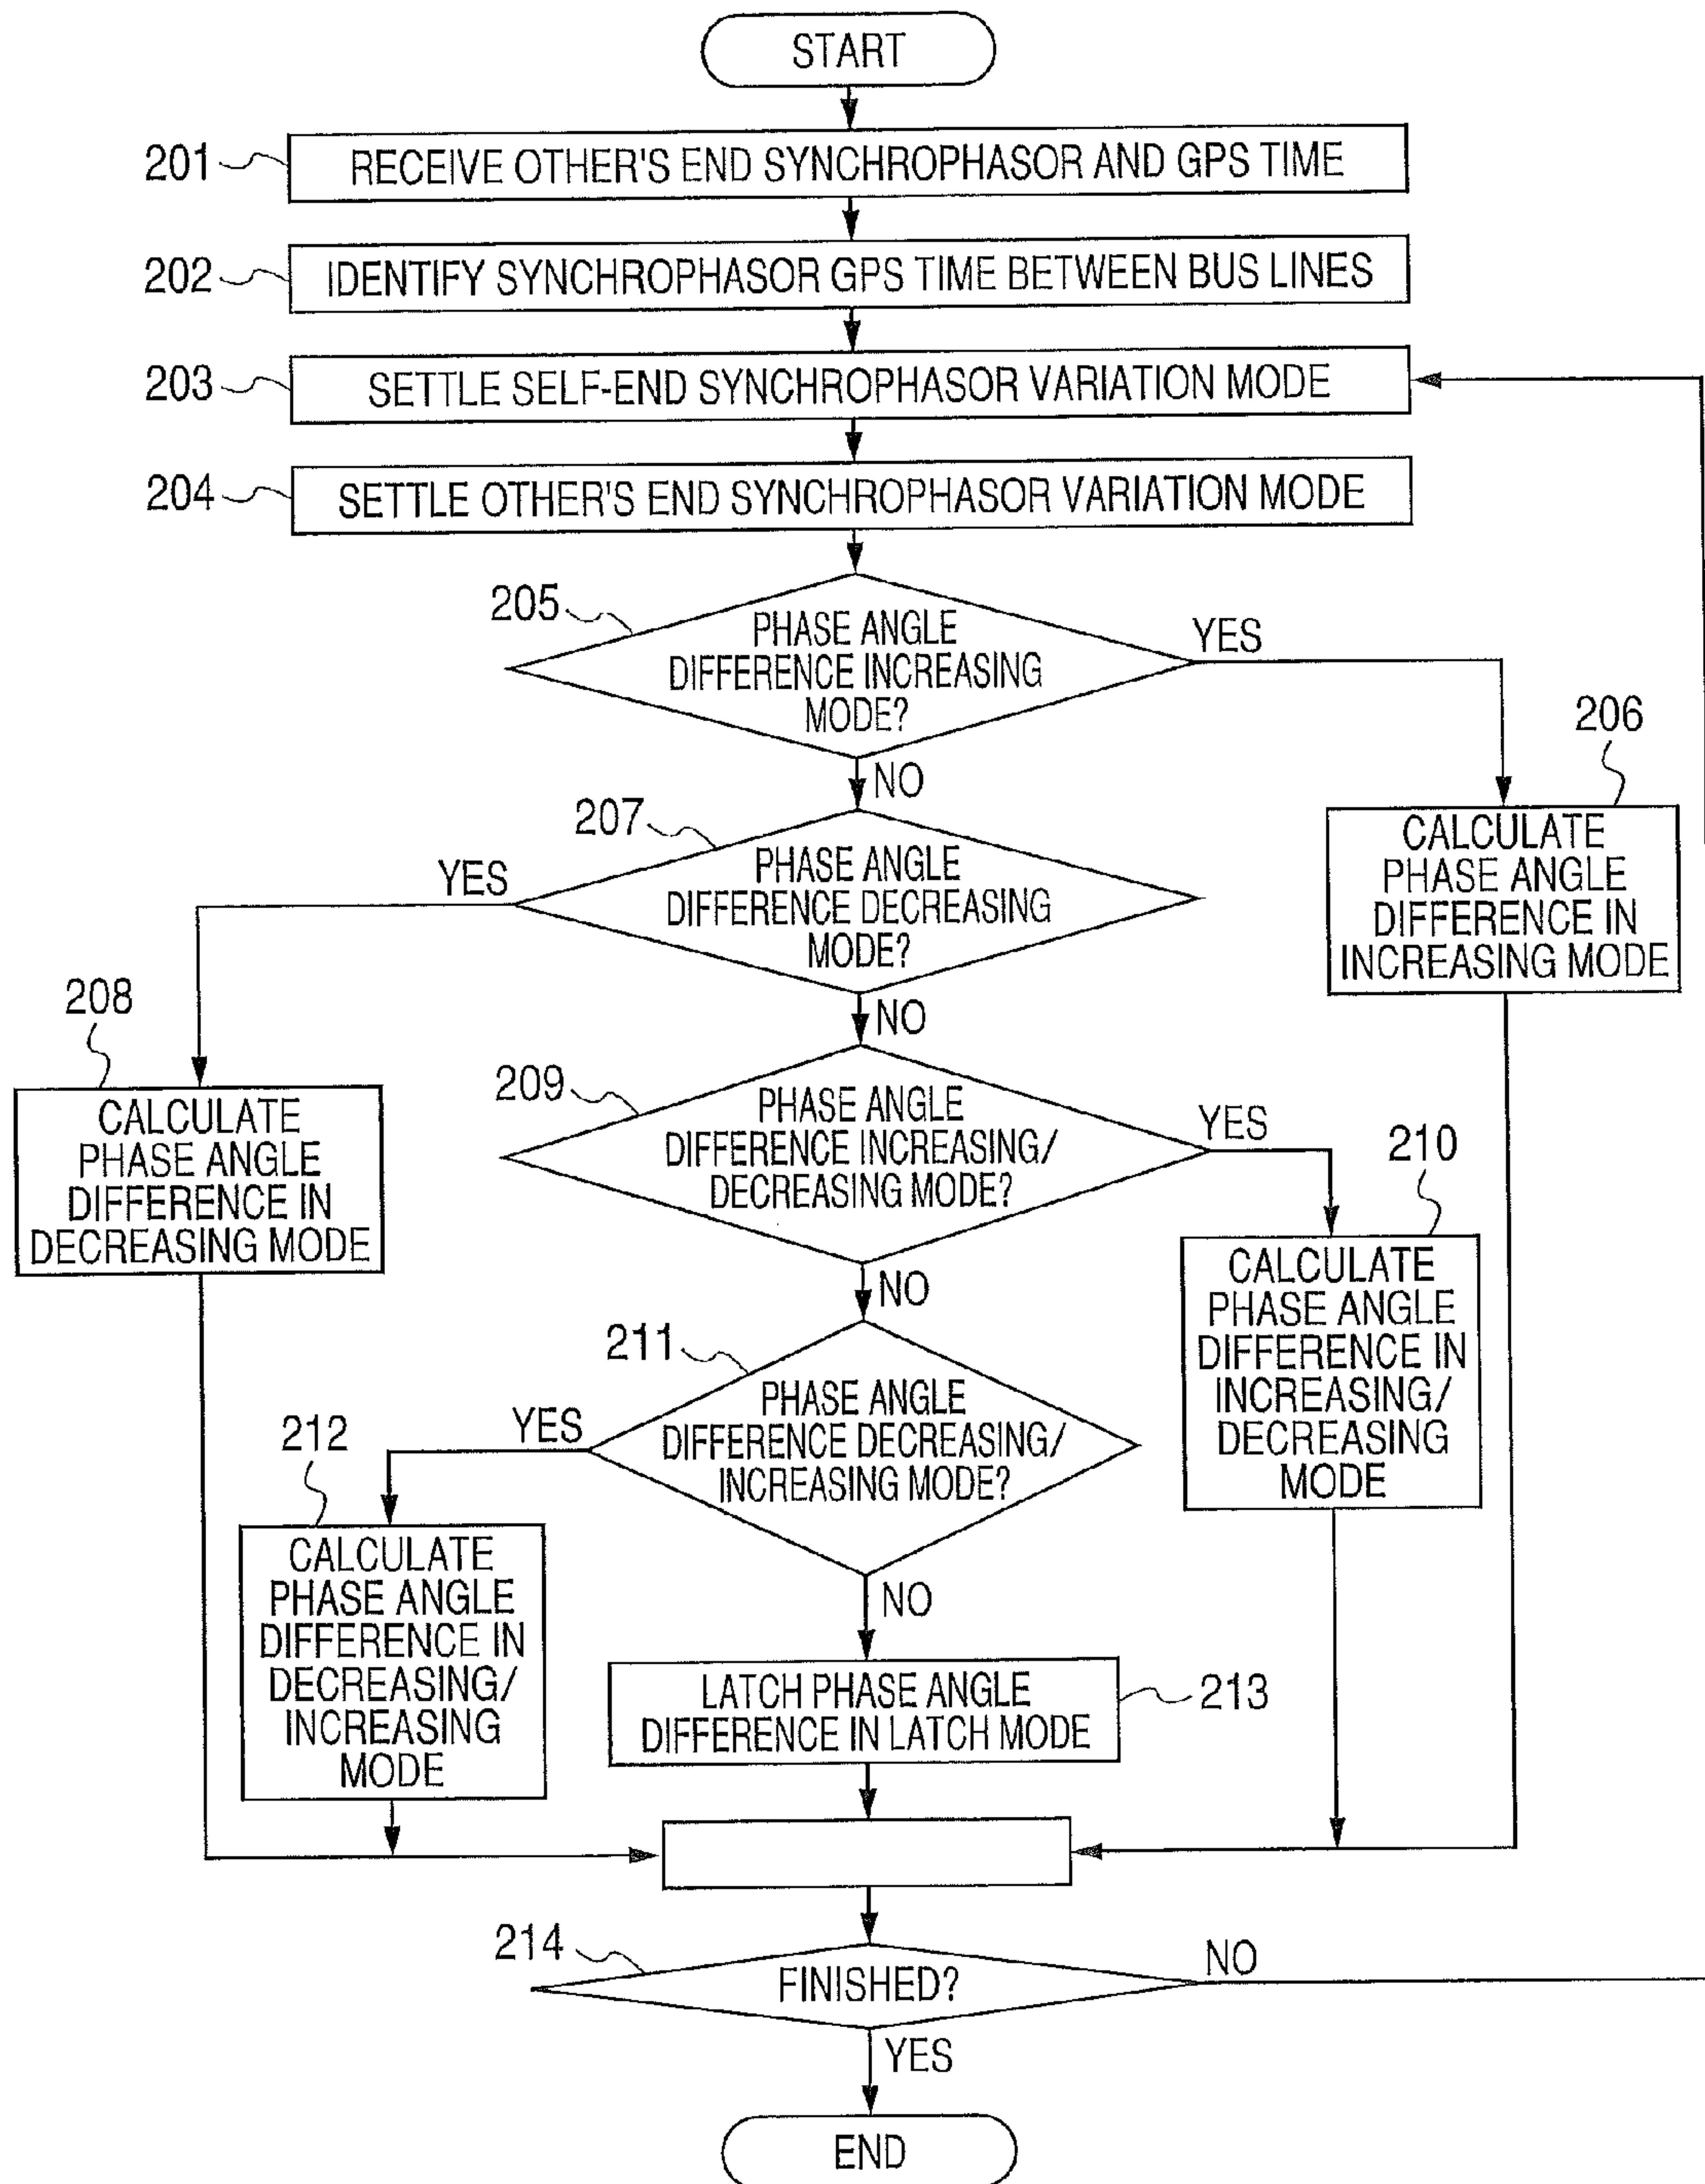 START
201
RECEIVE OTHER'S END SYNCHROPHASOR AND GPS TIME
202
IDENTIFY SYNCHROPHASOR GPS TIME BETWEEN BUS LINES
203
SETTLE SELF-END SYNCHROPHASOR VARIATION MODE
204
SETTLE OTHER'S END SYNCHROPHASOR VARIATION MODE
205
PHASE ANGLE
DIFFERENCE INCREASING
MODE?
YES
NO
206
CALCULATE
PHASE ANGLE
DIFFERENCE IN
INCREASING MODE
207
PHASE ANGLE
DIFFERENCE DECREASING
MODE?
YES
NO
208
CALCULATE
PHASE ANGLE
DIFFERENCE IN
DECREASING MODE
209
PHASE ANGLE
DIFFERENCE INCREASING/
DECREASING MODE?
YES
NO
210
CALCULATE
PHASE ANGLE
DIFFERENCE IN
INCREASING/
DECREASING
MODE
211
PHASE ANGLE
DIFFERENCE DECREASING/
INCREASING MODE?
YES
NO
212
CALCULATE
PHASE ANGLE
DIFFERENCE IN
DECREASING/
INCREASING
MODE
LATCH PHASE ANGLE
DIFFERENCE IN LATCH MODE
213
214
FINISHED?
NO
YES
END